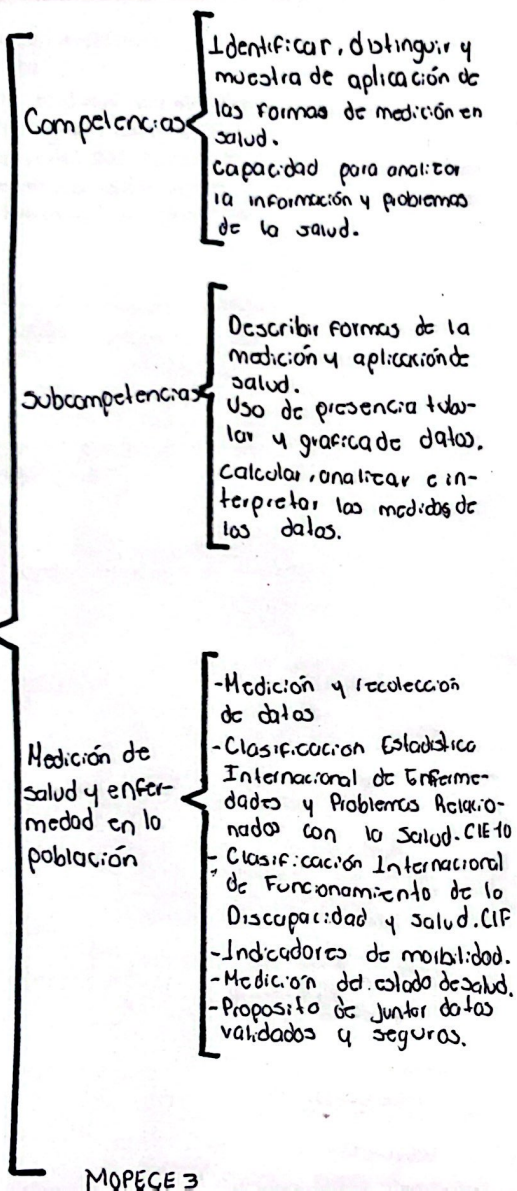 Competencias
Identificar, distinguir y
muestra de aplicación de
las formas de medición en
salud.
capacidad para analizar
la información y problemas
de la salud.
subcompetencias
Describir formas de la
medición y aplicación de
salud.
Uso de presencia tubu-
lar y grafica de datos.
calcular, analizar e in-
terpretar las medidas de
los datos.
Medición de
salud y enfer-
medad en la
población
-Medición y recolección
de datos
-Clasificación Estadistica
Internacional de Enferme-
dades y Problemas Relacio-
nados con la Salud. CIE 10
- Clasificación Internacional
de Funcionamiento de la
Discapacidad y salud. CIF
-Indicadores de morbilidad.
-Medición del estado de salud.
-Proposito de juntar datos
validados y seguros.
MOPECE 3